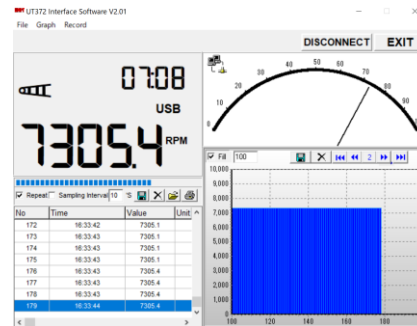 UT372 Interface Software V2.01
File Graph Record
DISCONNECT EXIT
07:08
USB
7305.4 RPM
0 10 20 30 40 50 60 70 80 90 100
Repeat Sampling Interval 10 'S
Fill 100 2
No Time Value Unit
172 16:33:42 7305.1
173 16:33:43 7305.1
174 16:33:43 7305.1
175 16:33:43 7305.1
176 16:33:43 7305.4
177 16:33:43 7305.4
178 16:33:43 7305.4
179 16:33:44 7305.4
10,000
9,000
8,000
7,000
6,000
5,000
4,000
3,000
2,000
1,000
0
100 120 140 160 180